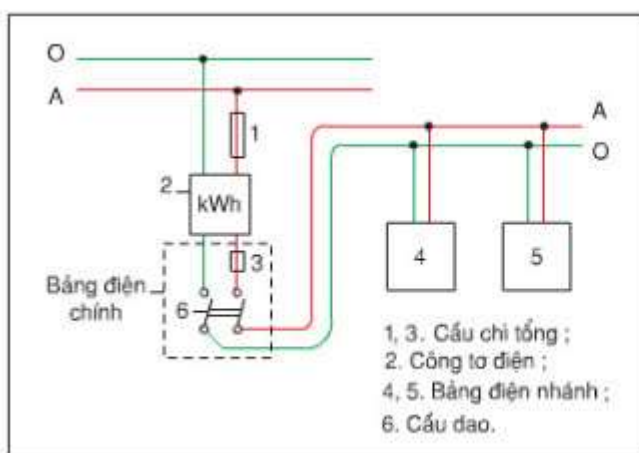 O
A
1
A
O
2
kWh
4
5
3
Bảng điện
chính
6
1, 3. Cầu chì tổng ;
2. Công tơ điện ;
4, 5. Bảng điện nhánh ;
6. Cầu dao.